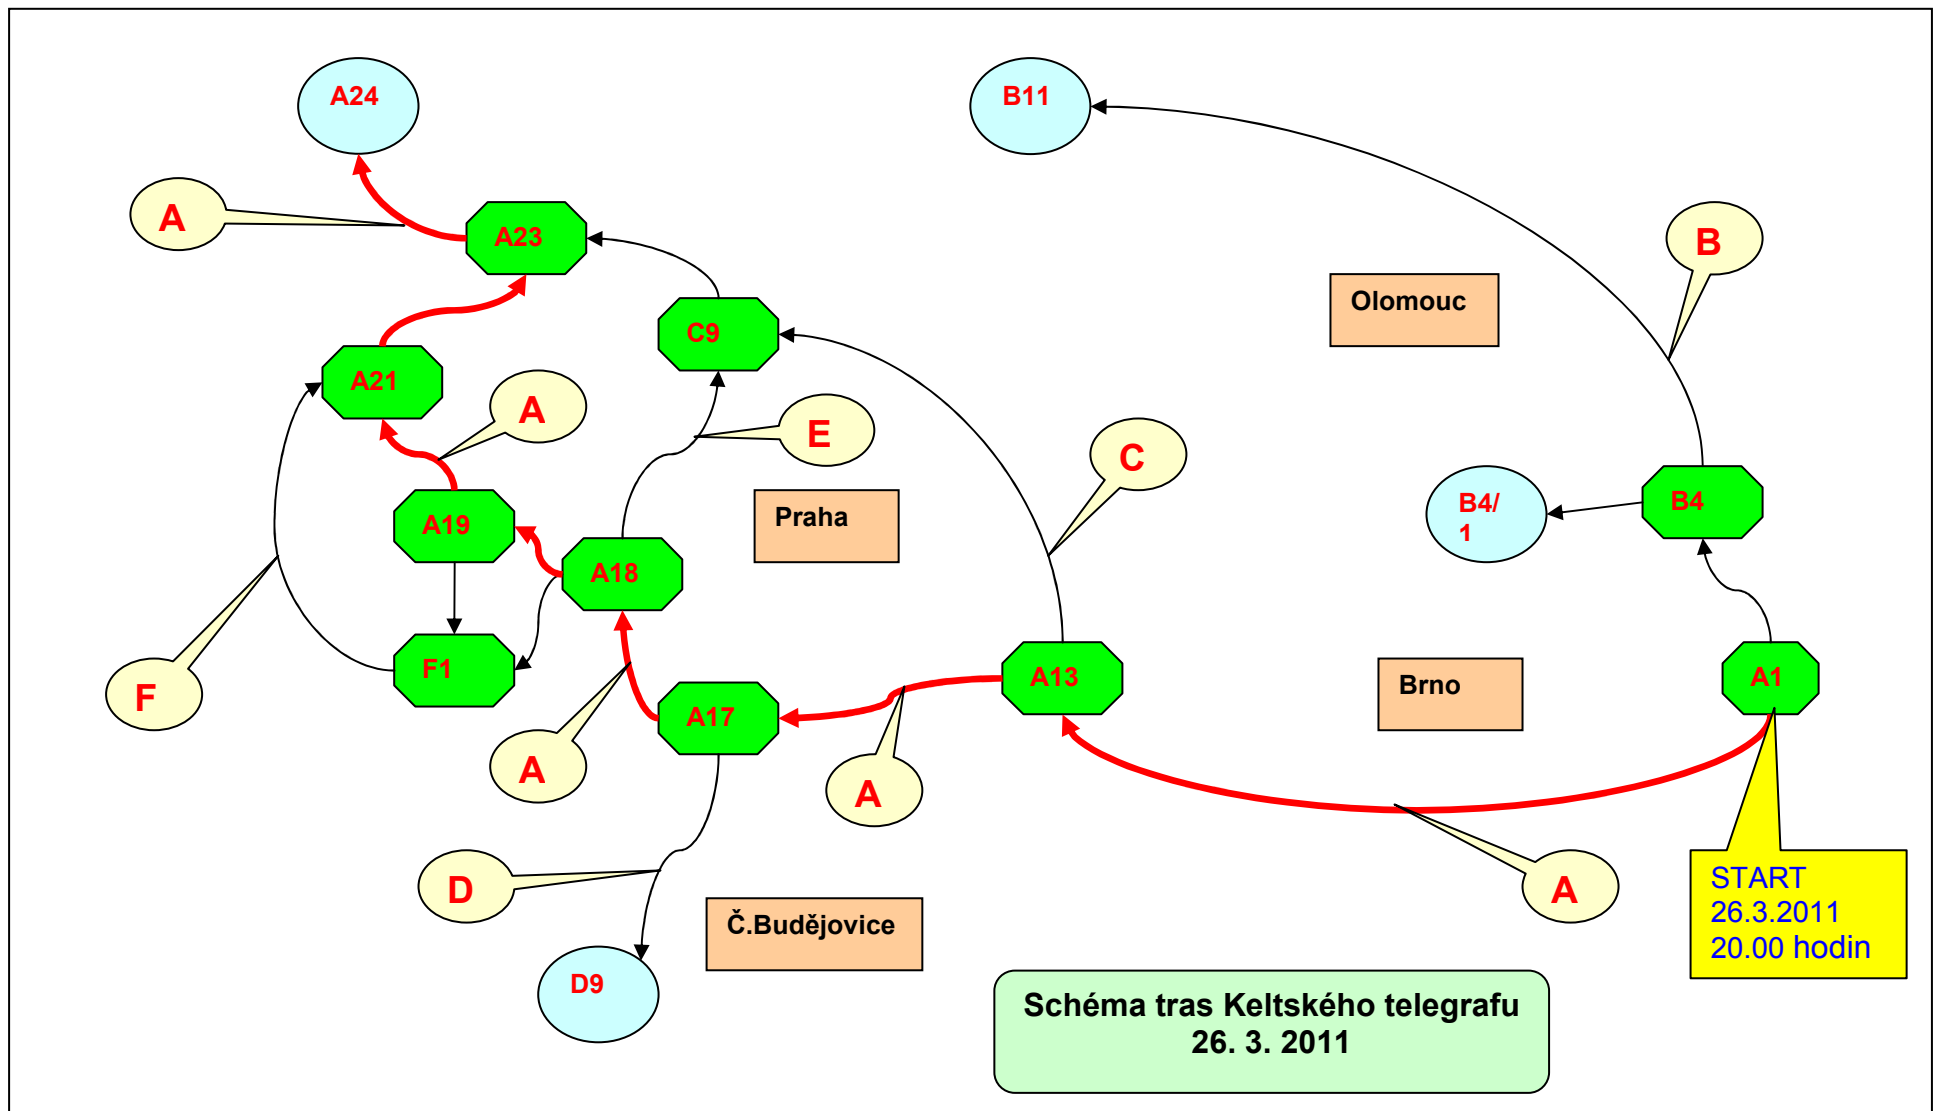 A24
B11
A
A23
B
Olomouc
C9
A21
A
E
C
Praha
B4/
1
B4
A19
A18
F1
A13
A1
Brno
F
A17
A
A
D
A
START
26.3.2011
20.00 hodin
Č.Budějovice
D9
Schéma tras Keltského telegrafu
26. 3. 2011